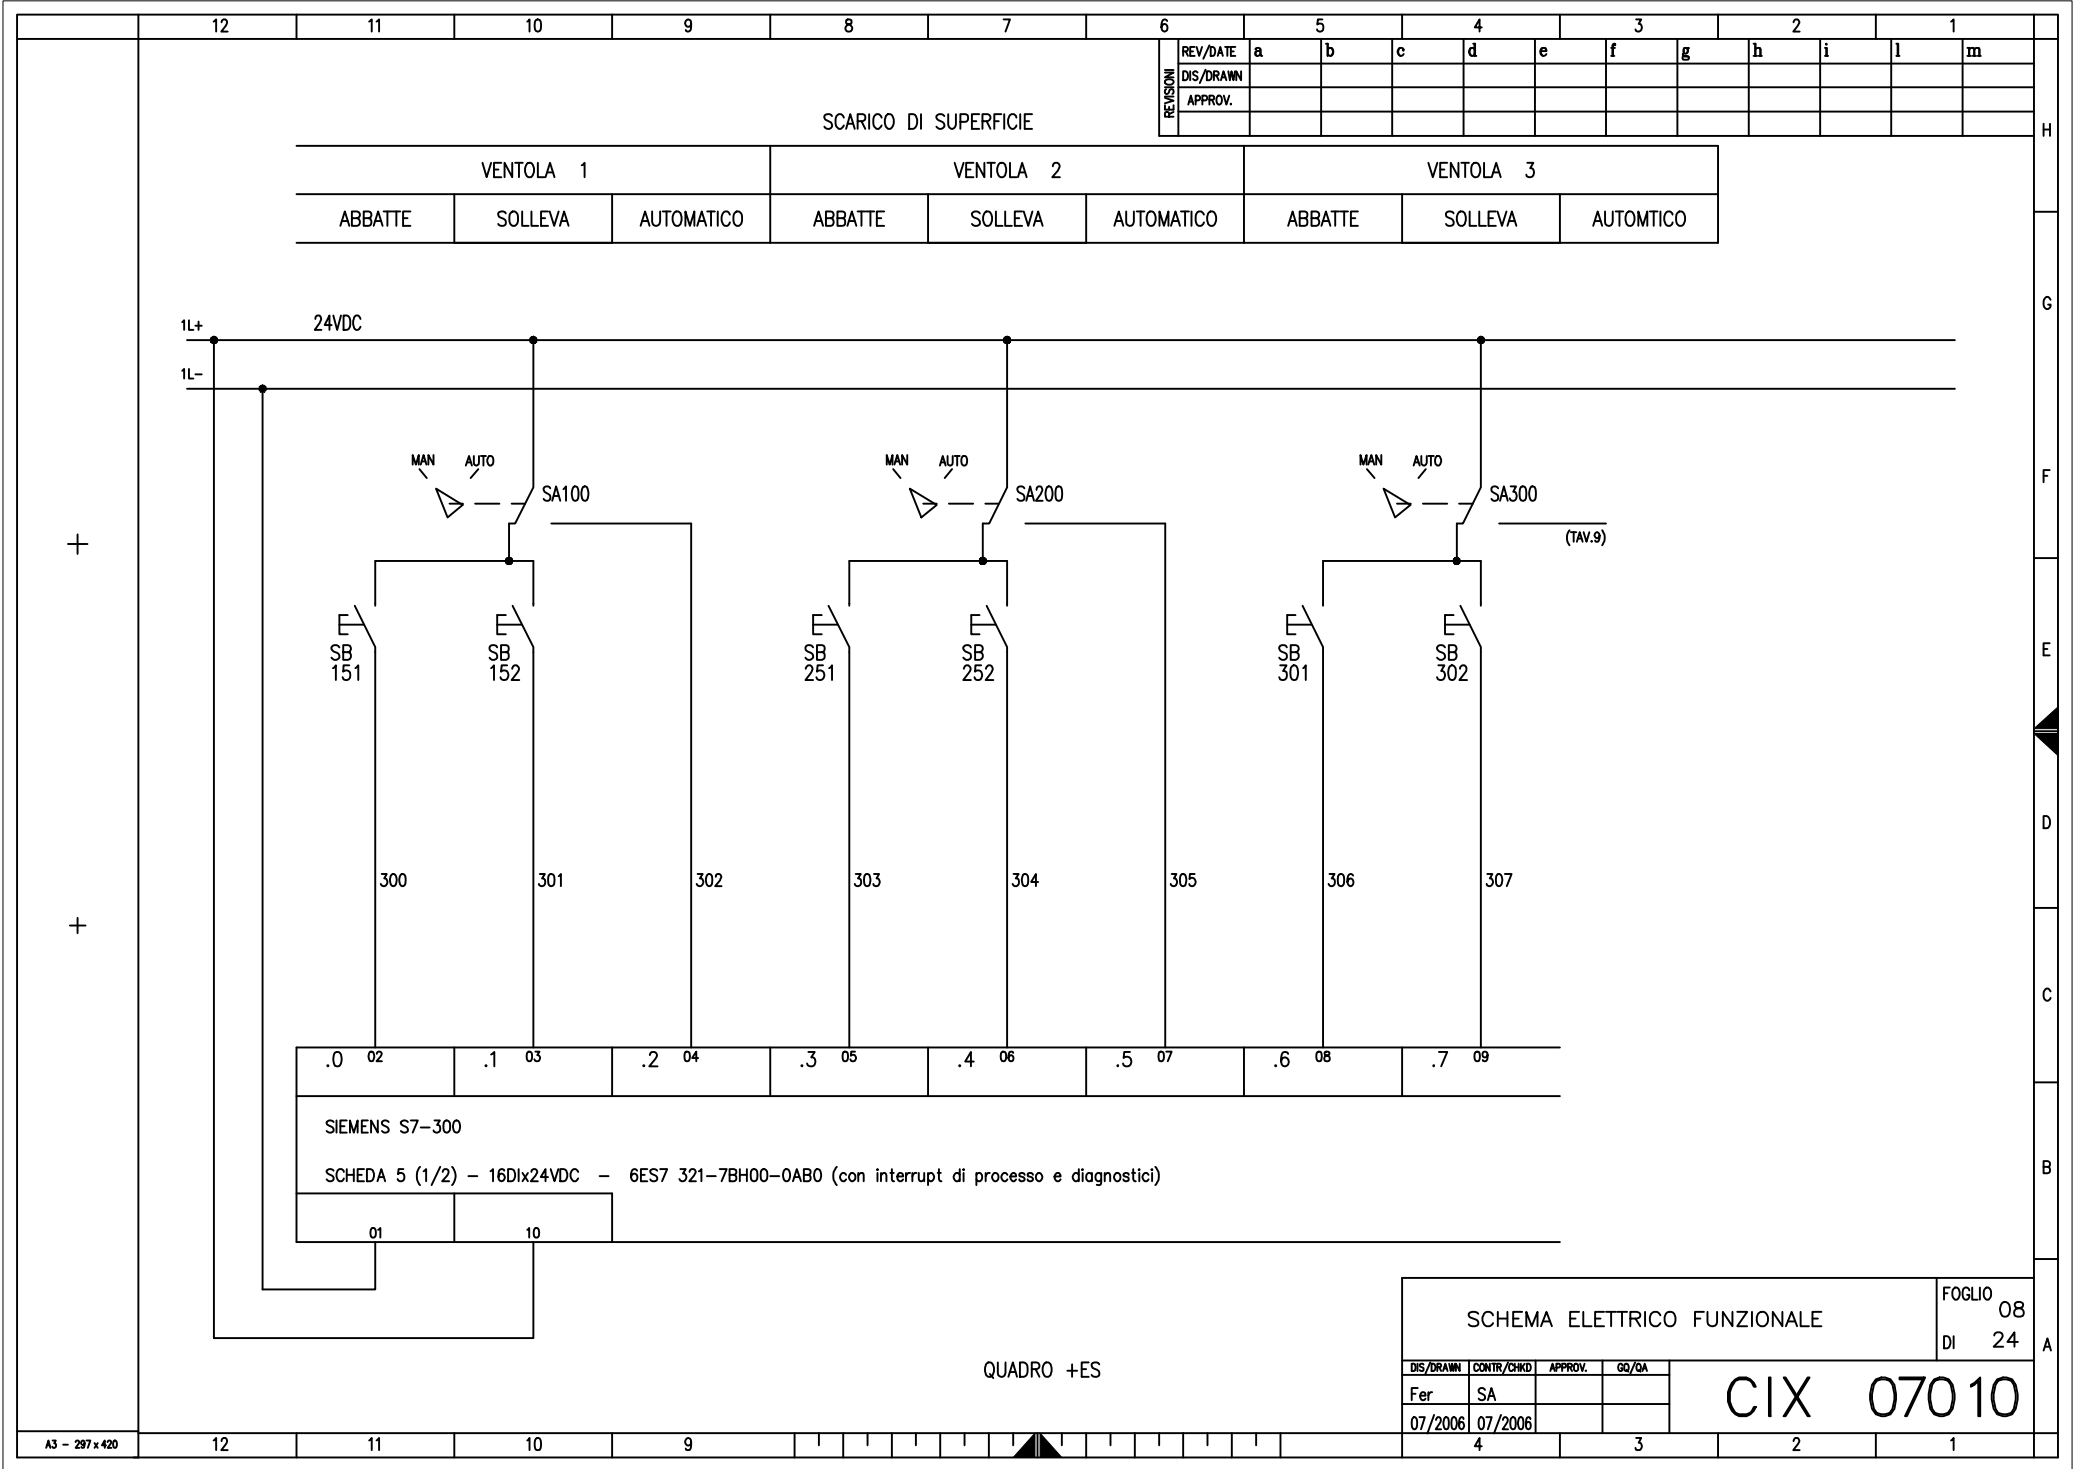 12 11 10 9 8 7 6 5 4 3 2 1
REVISIONI
REV/DATE a b c d e f g h i l m
DIS/DRAWN
APPROV.
SCARICO DI SUPERFICIE
VENTOLA 1 VENTOLA 2 VENTOLA 3
ABBATTE SOLLEVA AUTOMATICO ABBATTE SOLLEVA AUTOMATICO ABBATTE SOLLEVA AUTOMTICO
H
G
F
E
D
C
B
A
1L+ 24VDC
1L-
MAN AUTO MAN AUTO MAN AUTO
SA100 SA200 SA300
(TAV.9)
SB SB SB SB SB SB
151 152 251 252 301 302
300 301 302 303 304 305 306 307
.0 02 .1 03 .2 04 .3 05 .4 06 .5 07 .6 08 .7 09
SIEMENS S7-300
SCHEDA 5 (1/2) - 16DIx24VDC - 6ES7 321-7BH00-0AB0 (con interrupt di processo e diagnostici)
01 10
QUADRO +ES
SCHEMA ELETTRICO FUNZIONALE
FOGLIO 08
DI 24
DIS/DRAWN CONTR/CHKD APPROV. GQ/QA
Fer SA
07/2006 07/2006
CIX 07010
A3 - 297x420
12 11 10 9 4 3 2 1